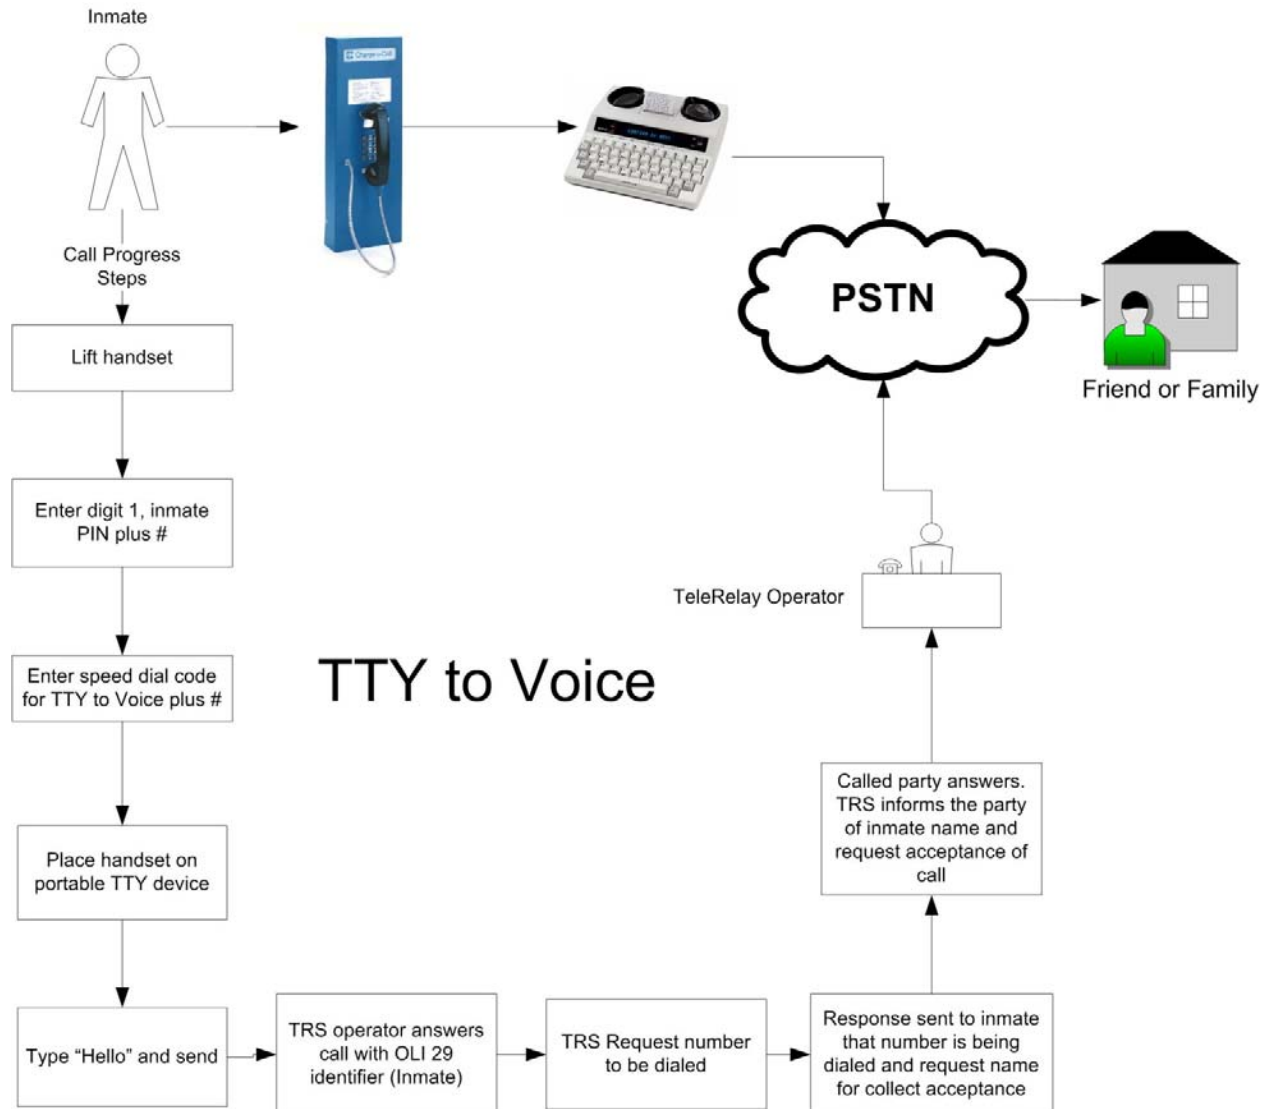 Inmate
Call Progress
Steps
Lift handset
Enter digit 1, inmate
PIN plus #
Enter speed dial code
for TTY to Voice plus #
Place handset on
portable TTY device
Type “Hello” and send
TRS operator answers
call with OLI 29
identifier (Inmate)
TRS Request number
to be dialed
Response sent to inmate
that number is being
dialed and request name
for collect acceptance
Called party answers.
TRS informs the party
of inmate name and
request acceptance of
call
TeleRelay Operator
PSTN
Friend or Family
TTY to Voice